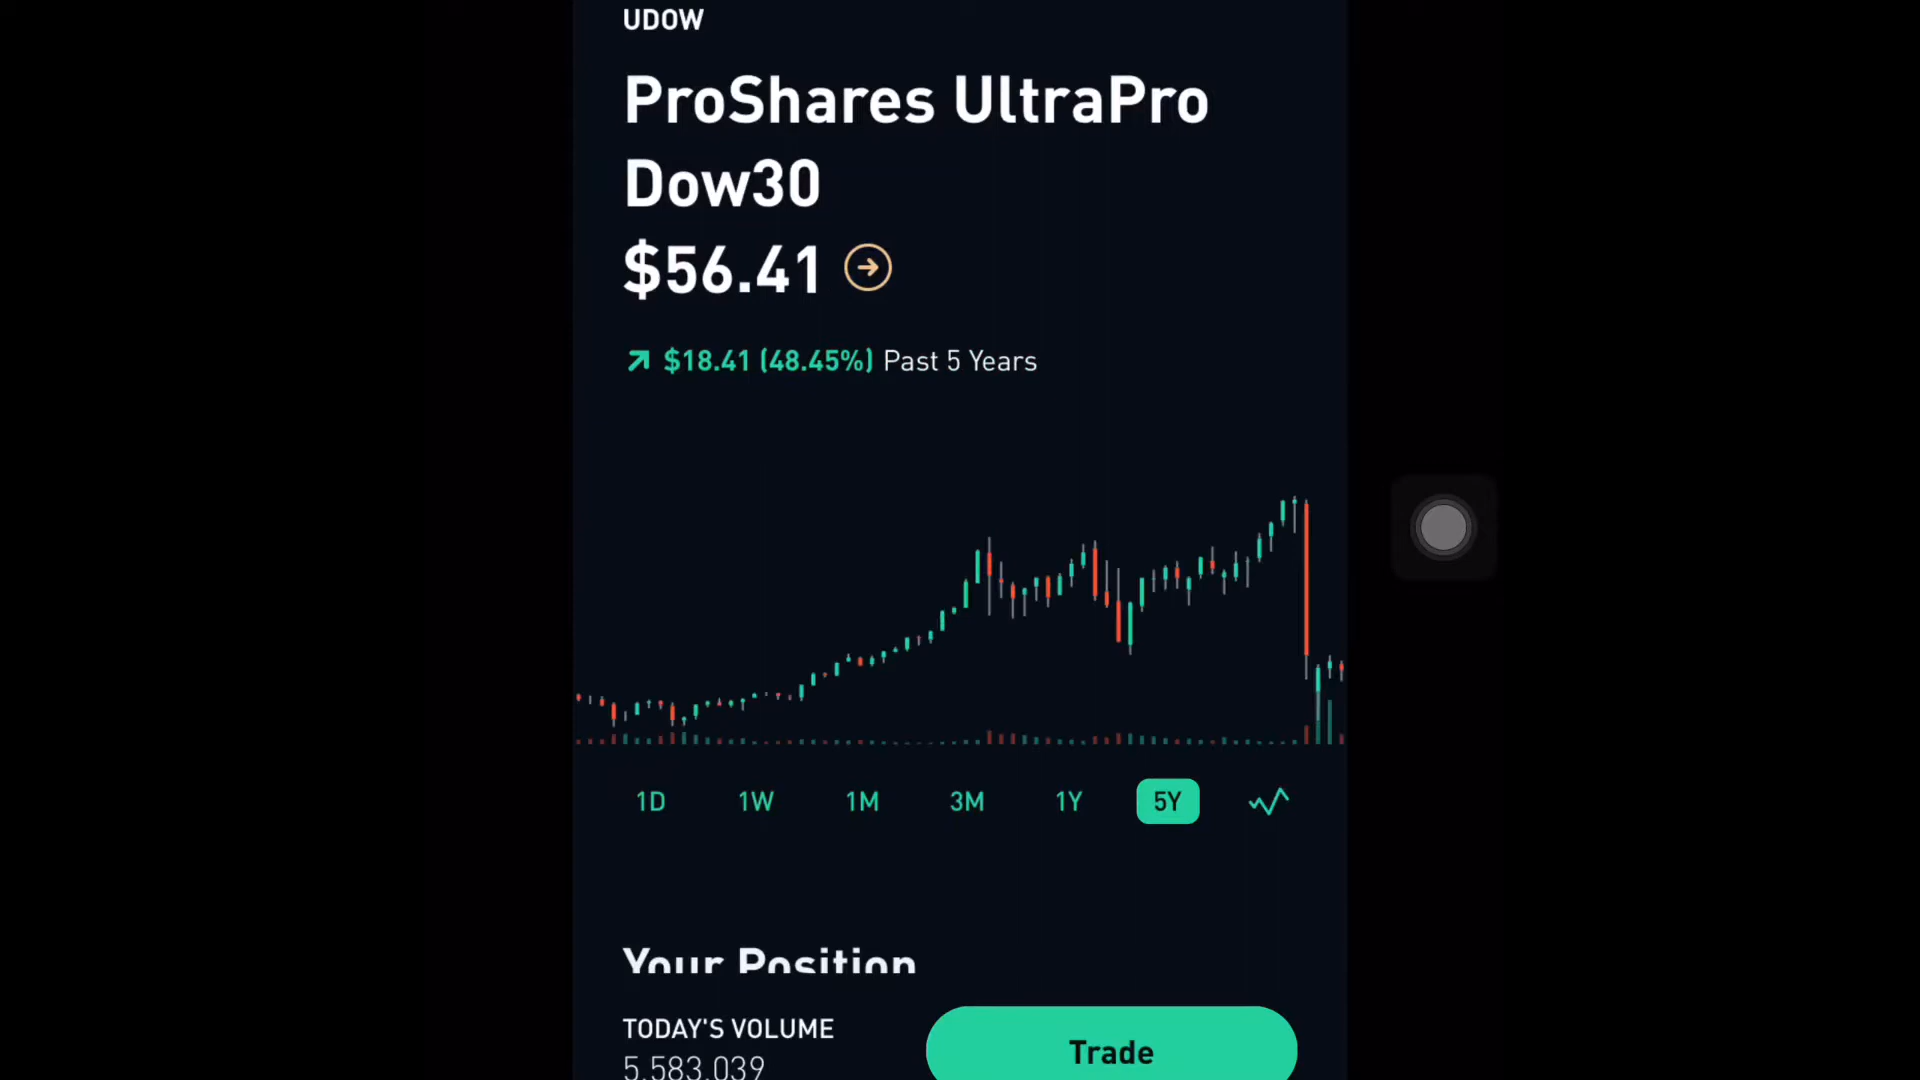 UDOW
ProShares UltraPro
Dow30
$56.41
$18.41 (48.45%) Past 5 Years
1D 1W 1M 3M 1Y 5Y
Your Position
TODAY'S VOLUME
5,583,039
Trade